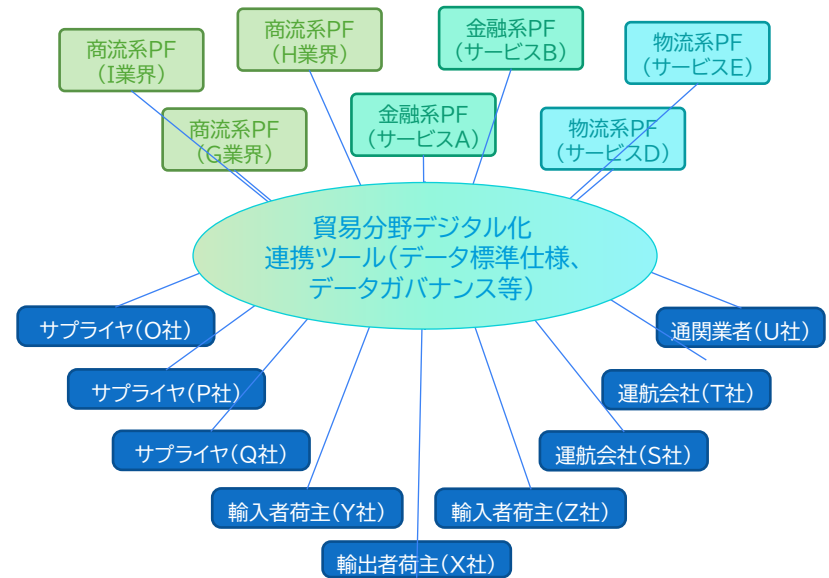 商流系PF
(I業界)
商流系PF
(H業界)
金融系PF
(サービスB)
物流系PF
(サービスE)
商流系PF
(G業界)
金融系PF
(サービスA)
物流系PF
(サービスD)
貿易分野デジタル化
連携ツール(データ標準仕様、
データガバナンス等)
サプライヤ(O社)
通関業者(U社)
サプライヤ(P社)
運航会社(T社)
サプライヤ(Q社)
運航会社(S社)
輸入者荷主(Y社)
輸入者荷主(Z社)
輸出者荷主(X社)